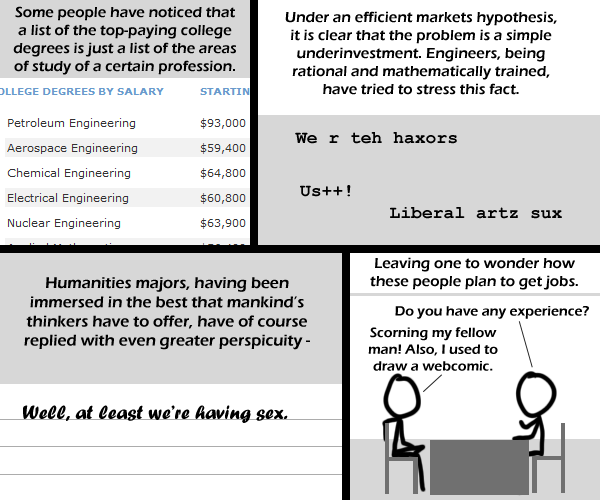 Some people have noticed that
a list of the top-paying college
degrees is just a list of the areas
of study of a certain profession.
OLLEGE DEGREES BY SALARY STARTIN
Petroleum Engineering $93,000
Aerospace Engineering $59,400
Chemical Engineering $64,800
Electrical Engineering $60,800
Nuclear Engineering $63,900
Under an efficient markets hypothesis,
it is clear that the problem is a simple
underinvestment. Engineers, being
rational and mathematically trained,
have tried to stress this fact.
We r teh haxors
Us++!
Liberal artz sux
Humanities majors, having been
immersed in the best that mankind's
thinkers have to offer, have of course
replied with even greater perspicuity -
Well, at least we're having sex.
Leaving one to wonder how
these people plan to get jobs.
Do you have any experience?
Scorning my fellow
man! Also, I used to
draw a webcomic.